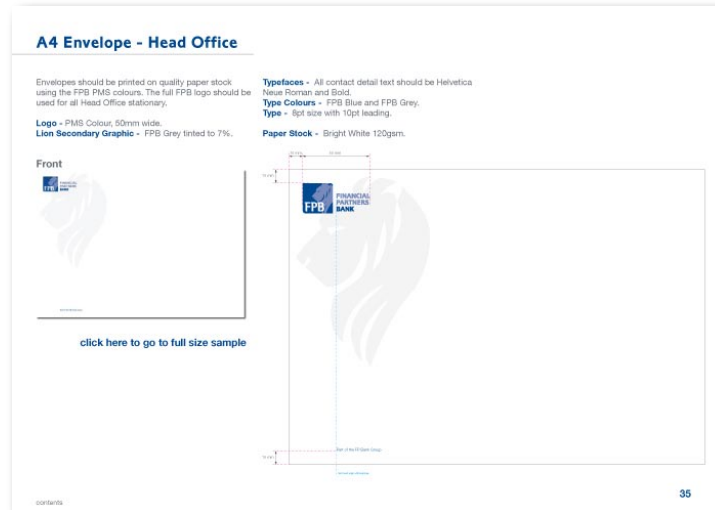 A4 Envelope - Head Office
Envelopes should be printed on quality paper stock
using the FPB PMS colours. The full FPB logo should be
used for all Head Office stationary.
Logo - PMS Colour, 50mm wide.
Lion Secondary Graphic - FPB Grey tinted to 7%.
Typefaces - All contact detail text should be Helvetica
Neue Roman and Bold.
Type Colours - FPB Blue and FPB Grey.
Type - 8pt size with 10pt leading.
Paper Stock - Bright White 120gsm.
Front
FPB
FINANCIAL
PARTNERS
BANK
click here to go to full size sample
FPB
FINANCIAL
PARTNERS
BANK
contents
35